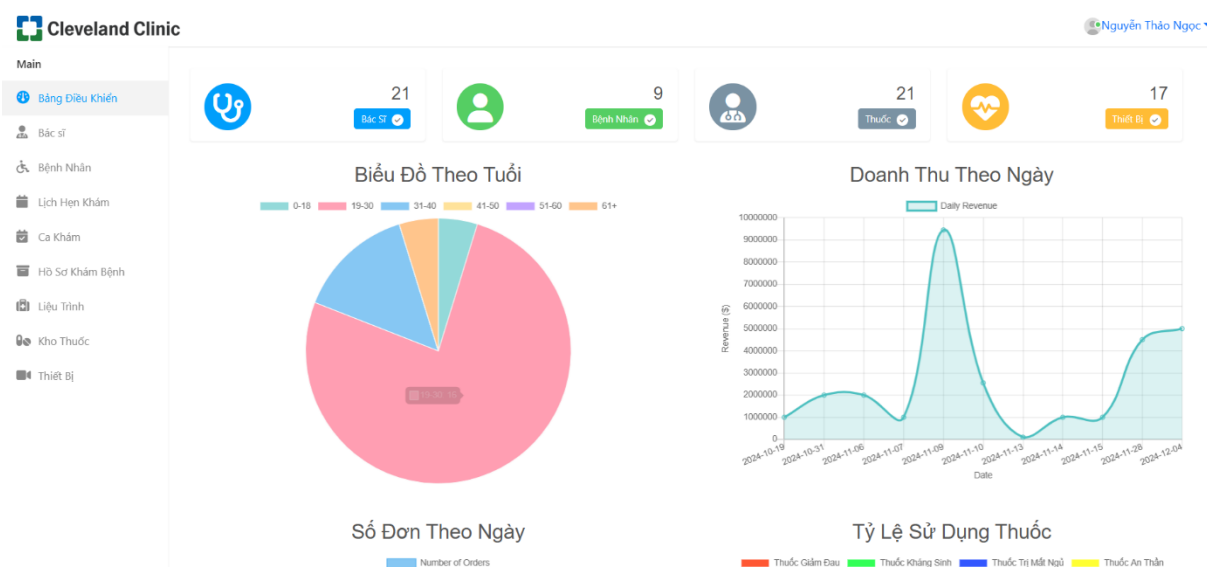 Cleveland Clinic
Nguyễn Thảo Ngọc
Main
Bảng Điều Khiển
Bác sĩ
Bệnh Nhân
Lịch Hẹn Khám
Ca Khám
Hồ Sơ Khám Bệnh
Liệu Trình
Kho Thuốc
Thiết Bị
21
Bác Sĩ
9
Bệnh Nhân
21
Thuốc
17
Thiết Bị
Biểu Đồ Theo Tuổi
0-18 19-30 31-40 41-50 51-60 61+
19-30: 16
Doanh Thu Theo Ngày
Daily Revenue
10000000
9000000
8000000
7000000
6000000
5000000
4000000
3000000
2000000
1000000
0
Revenue ($)
2024-10-19 2024-10-31 2024-11-06 2024-11-07 2024-11-09 2024-11-10 2024-11-13 2024-11-14 2024-11-15 2024-11-28 2024-12-04
Date
Số Đơn Theo Ngày
Number of Orders
Tỷ Lệ Sử Dụng Thuốc
Thuốc Giảm Đau Thuốc Kháng Sinh Thuốc Trị Mất Ngủ Thuốc An Thần